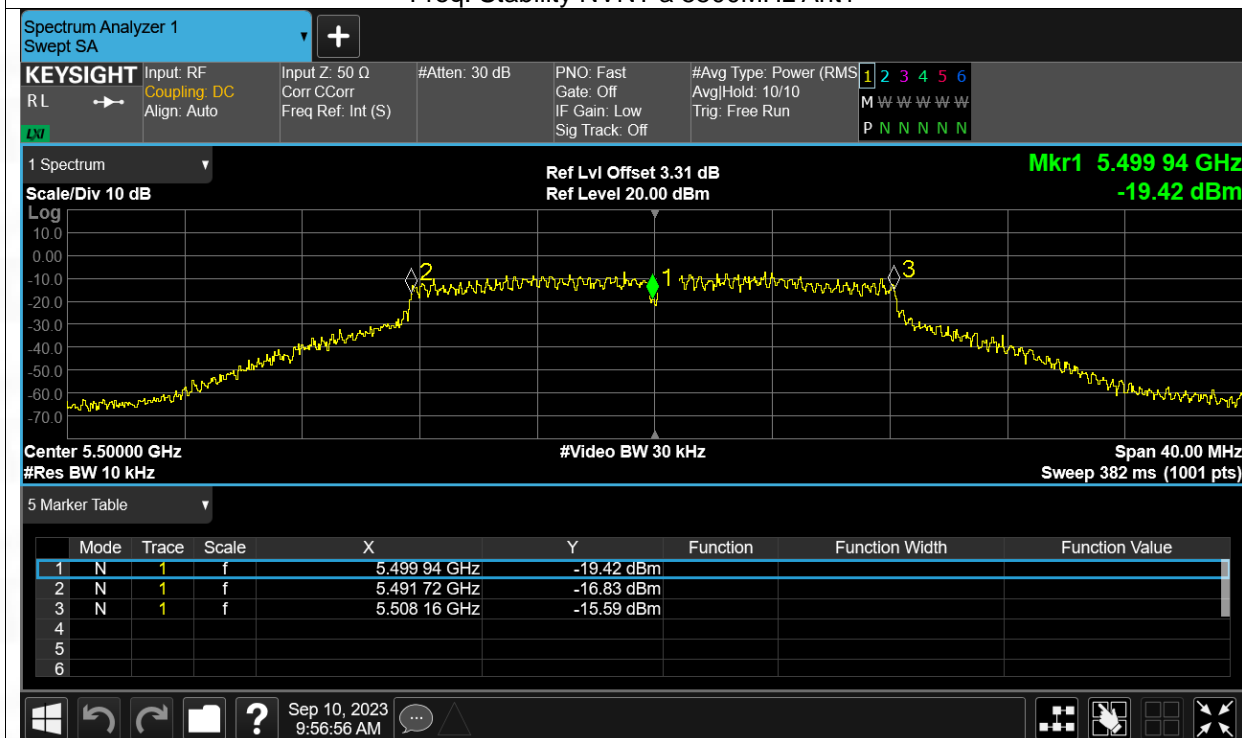 Freq. Stability NVNT a 5500MHz Ant1
Spectrum Analyzer 1
Swept SA
KEYSIGHT
RL
LXI
Input: RF
Coupling: DC
Align: Auto
Input Z: 50 Ω
Corr CCorr
Freq Ref: Int (S)
#Atten: 30 dB
PNO: Fast
Gate: Off
IF Gain: Low
Sig Track: Off
#Avg Type: Power (RMS
Avg|Hold: 10/10
Trig: Free Run
1 2 3 4 5 6
M W W W W W
P N N N N N
1 Spectrum
Scale/Div 10 dB
Ref Lvl Offset 3.31 dB
Ref Level 20.00 dBm
Mkr1 5.499 94 GHz
-19.42 dBm
Log
10.0
0.00
-10.0
-20.0
-30.0
-40.0
-50.0
-60.0
-70.0
2 1 3
Center 5.50000 GHz #Video BW 30 kHz Span 40.00 MHz
#Res BW 10 kHz Sweep 382 ms (1001 pts)
5 Marker Table
Mode Trace Scale X Y Function Function Width Function Value
1 N 1 f 5.499 94 GHz -19.42 dBm
2 N 1 f 5.491 72 GHz -16.83 dBm
3 N 1 f 5.508 16 GHz -15.59 dBm
4
5
6
?
Sep 10, 2023
9:56:56 AM